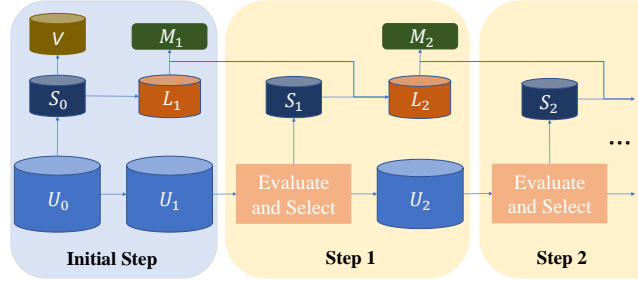 V
M₁
M₂
S₀
L₁
S₁
L₂
S₂
...
U₀
U₁
Evaluate
and Select
U₂
Evaluate
and Select
Initial Step
Step 1
Step 2